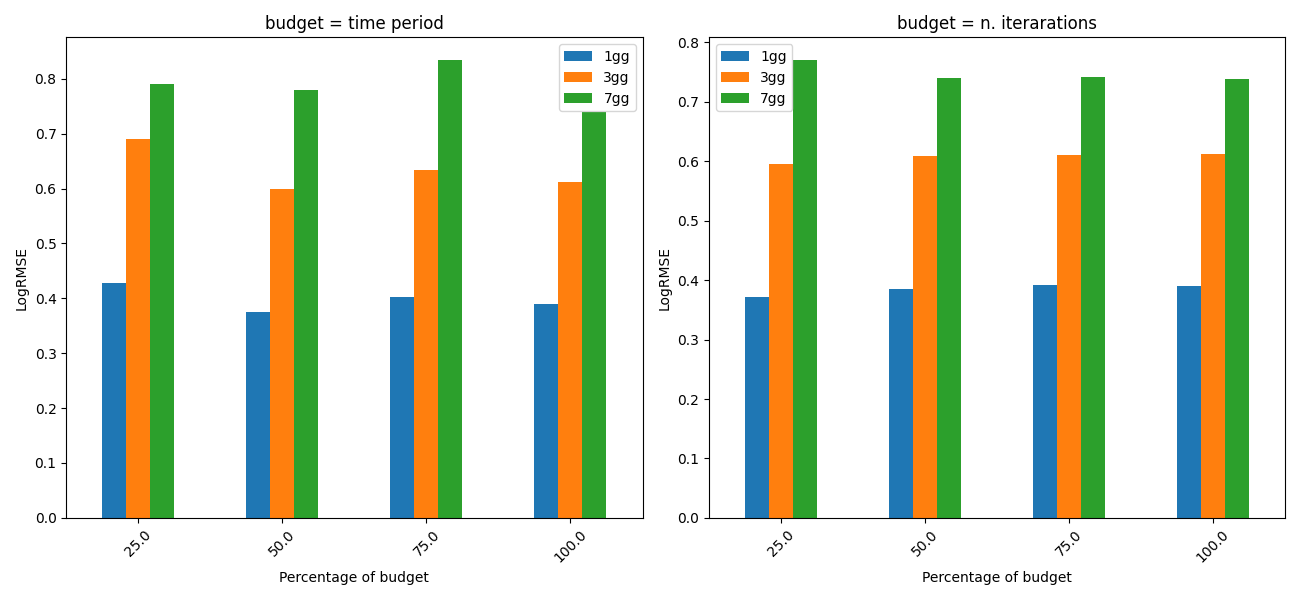 budget = time period
LogRMSE
0.8
0.7
0.6
0.5
0.4
0.3
0.2
0.1
0.0
1gg
3gg
7gg
25.0
50.0
75.0
100.0
Percentage of budget
budget = n. iterarations
LogRMSE
0.8
0.7
0.6
0.5
0.4
0.3
0.2
0.1
0.0
1gg
3gg
7gg
25.0
50.0
75.0
100.0
Percentage of budget